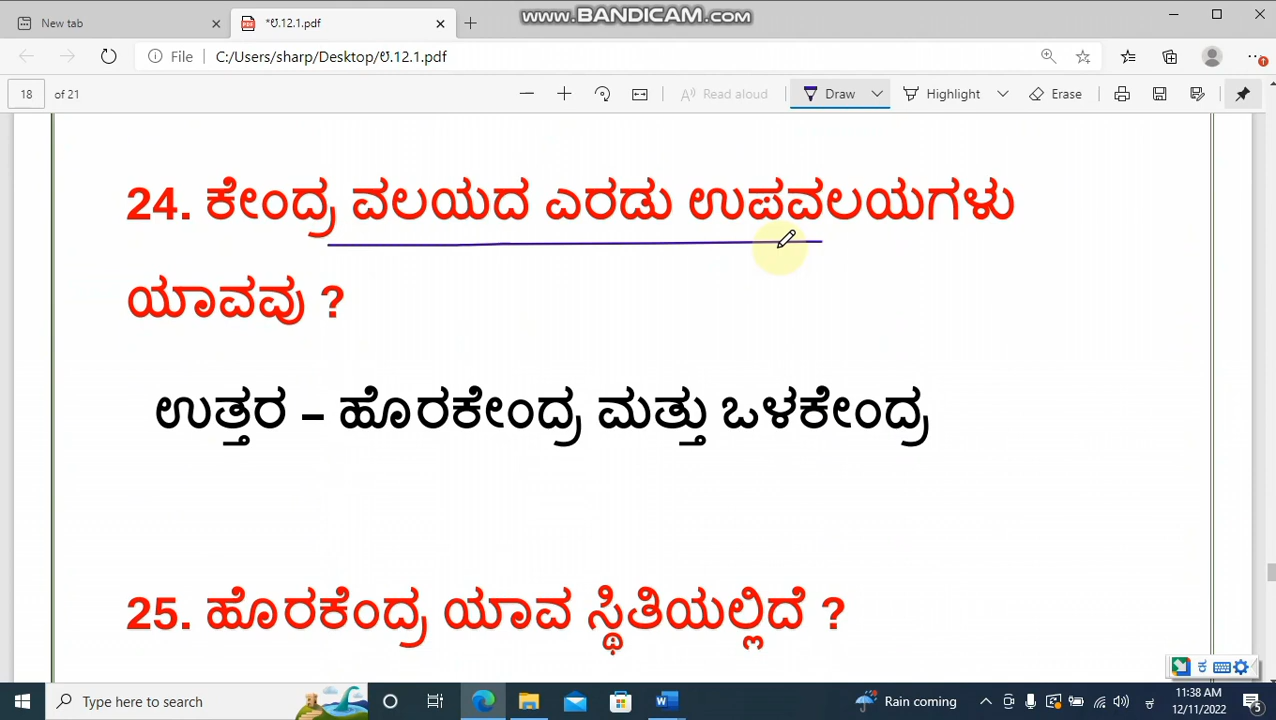 www.BANDICAM.com
New tab
*ಲ.12.1.pdf
File C:/Users/sharp/Desktop/ಲ.12.1.pdf
18 of 21
Read aloud
Draw
Highlight
Erase
24. ಕೇಂದ್ರ ವಲಯದ ಎರಡು ಉಪವಲಯಗಳು
ಯಾವವು ?
ಉತ್ತರ – ಹೊರಕೇಂದ್ರ ಮತ್ತು ಒಳಕೇಂದ್ರ
25. ಹೊರಕೆಂದ್ರ ಯಾವ ಸ್ಥಿತಿಯಲ್ಲಿದೆ ?
Type here to search
Rain coming
11:38 AM
12/11/2022